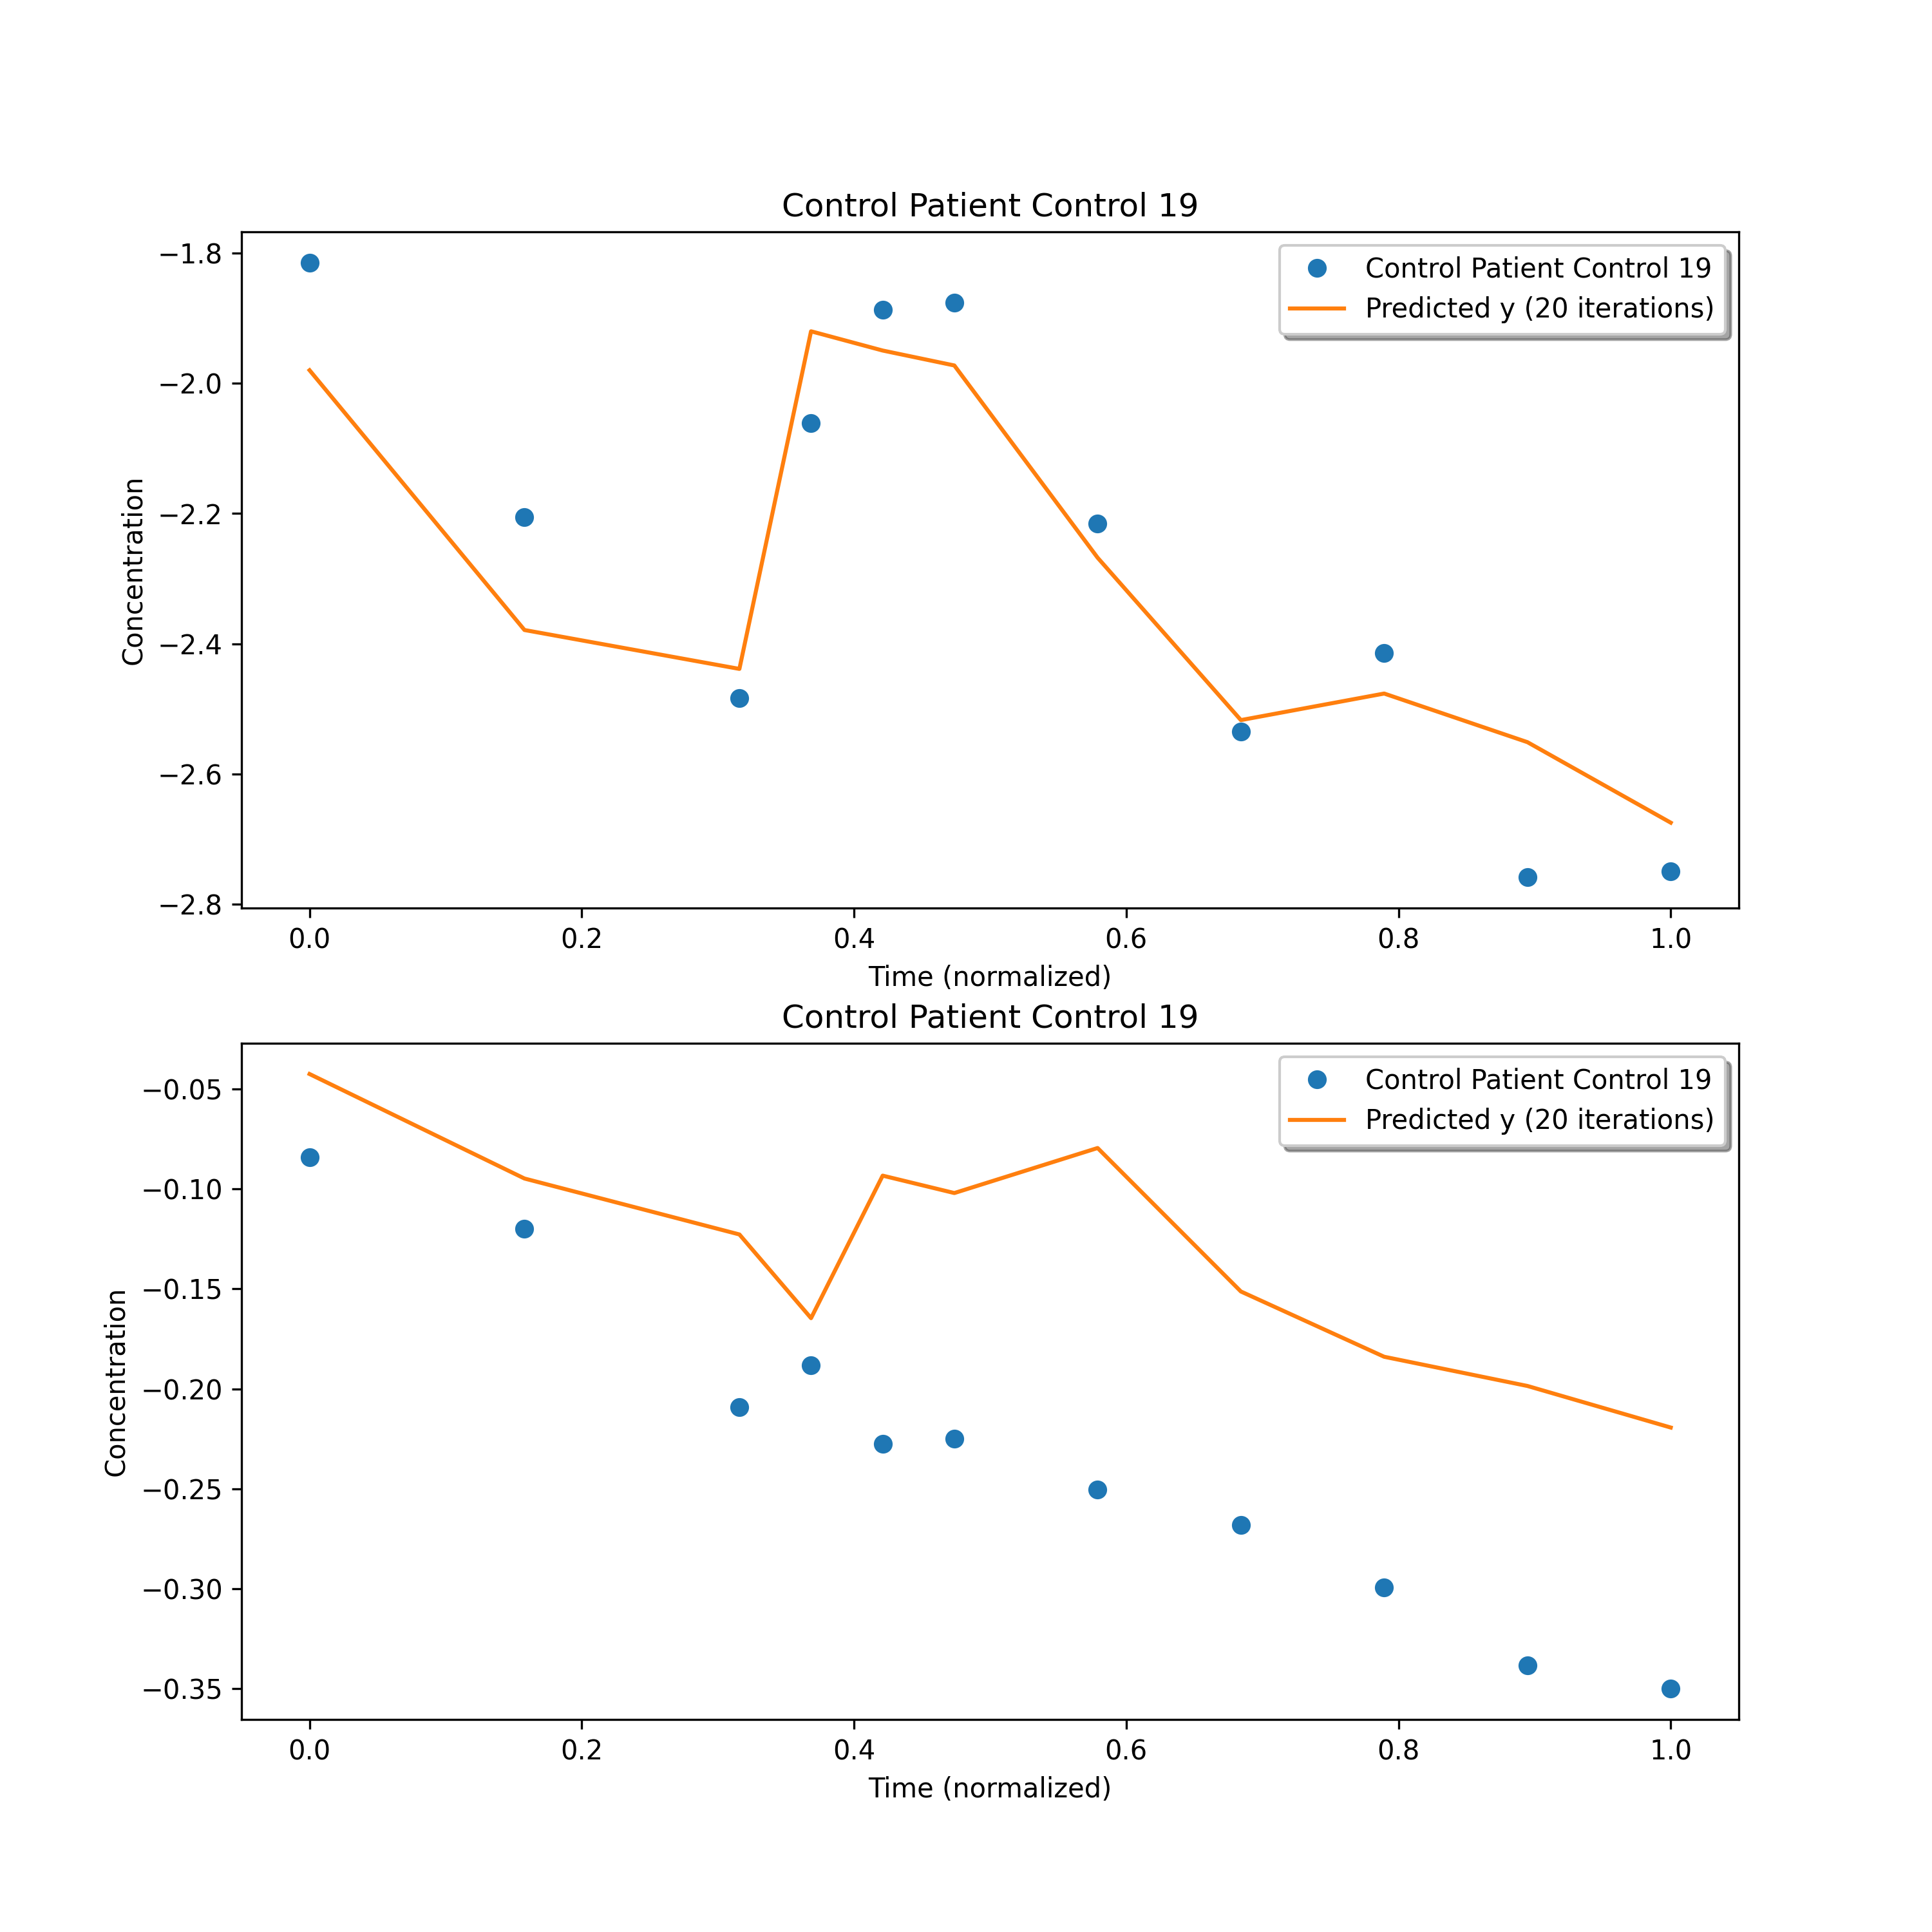 Control Patient Control 19
Control Patient Control 19
Predicted y (20 iterations)
Concentration
−1.8
−2.0
−2.2
−2.4
−2.6
−2.8
0.0 0.2 0.4 0.6 0.8 1.0
Time (normalized)
Control Patient Control 19
Control Patient Control 19
Predicted y (20 iterations)
Concentration
−0.05
−0.10
−0.15
−0.20
−0.25
−0.30
−0.35
0.0 0.2 0.4 0.6 0.8 1.0
Time (normalized)